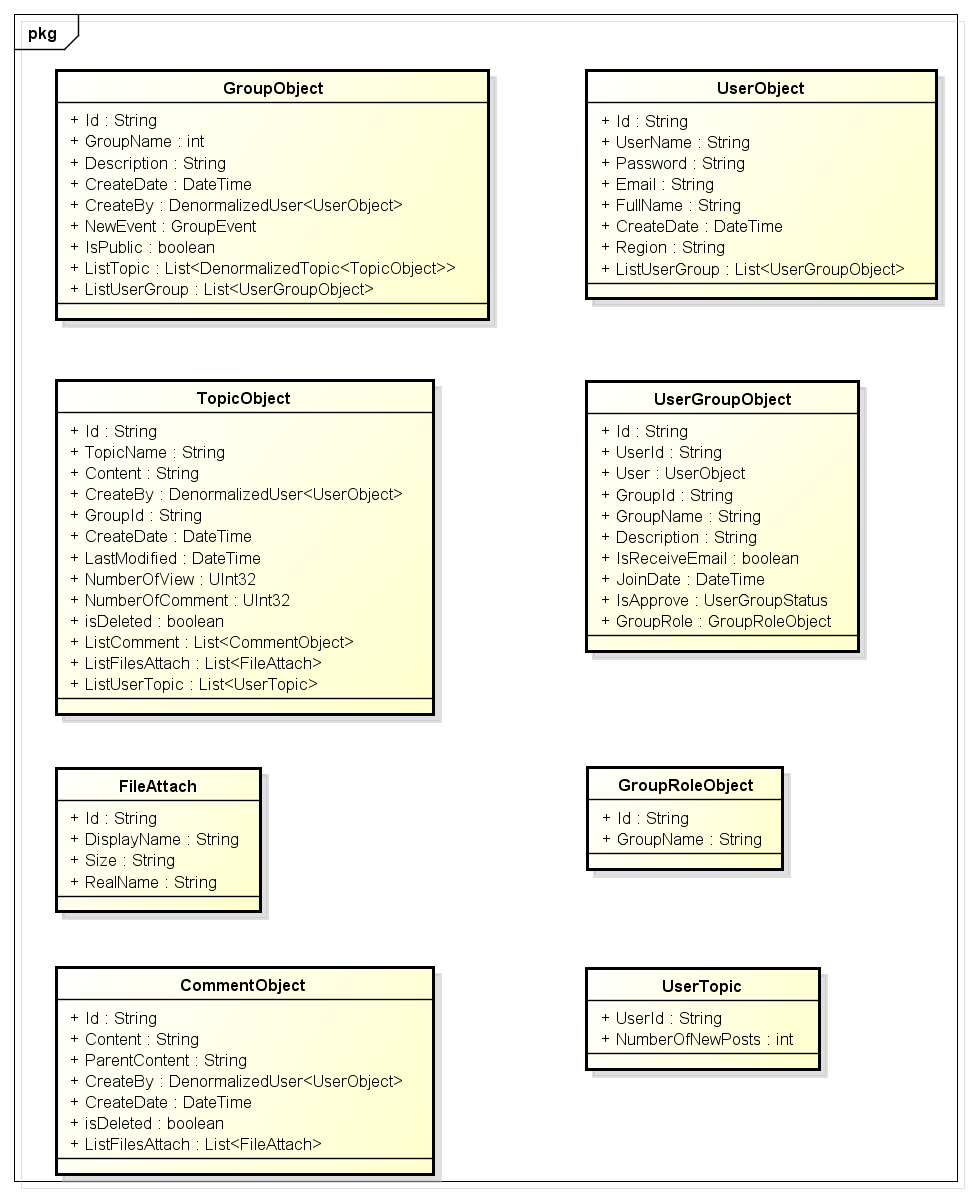 pkg
GroupObject
+ Id : String
+ GroupName : int
+ Description : String
+ CreateDate : DateTime
+ CreateBy : DenormalizedUser<UserObject>
+ NewEvent : GroupEvent
+ IsPublic : boolean
+ ListTopic : List<DenormalizedTopic<TopicObject>>
+ ListUserGroup : List<UserGroupObject>
UserObject
+ Id : String
+ UserName : String
+ Password : String
+ Email : String
+ FullName : String
+ CreateDate : DateTime
+ Region : String
+ ListUserGroup : List<UserGroupObject>
TopicObject
+ Id : String
+ TopicName : String
+ Content : String
+ CreateBy : DenormalizedUser<UserObject>
+ GroupId : String
+ CreateDate : DateTime
+ LastModified : DateTime
+ NumberOfView : UInt32
+ NumberOfComment : UInt32
+ isDeleted : boolean
+ ListComment : List<CommentObject>
+ ListFilesAttach : List<FileAttach>
+ ListUserTopic : List<UserTopic>
UserGroupObject
+ Id : String
+ UserId : String
+ User : UserObject
+ GroupId : String
+ GroupName : String
+ Description : String
+ IsReceiveEmail : boolean
+ JoinDate : DateTime
+ IsApprove : UserGroupStatus
+ GroupRole : GroupRoleObject
FileAttach
+ Id : String
+ DisplayName : String
+ Size : String
+ RealName : String
GroupRoleObject
+ Id : String
+ GroupName : String
CommentObject
+ Id : String
+ Content : String
+ ParentContent : String
+ CreateBy : DenormalizedUser<UserObject>
+ CreateDate : DateTime
+ isDeleted : boolean
+ ListFilesAttach : List<FileAttach>
UserTopic
+ UserId : String
+ NumberOfNewPosts : int